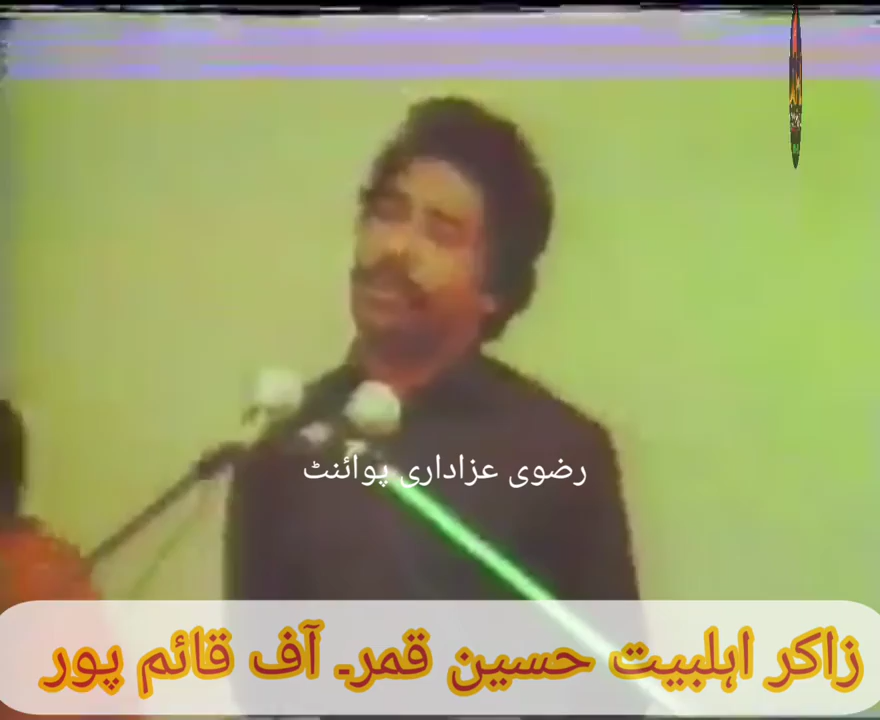 رضوی عزاداری پوائنٹ
زاکر اہلبیت حسین قمر۔ آف قائم پور